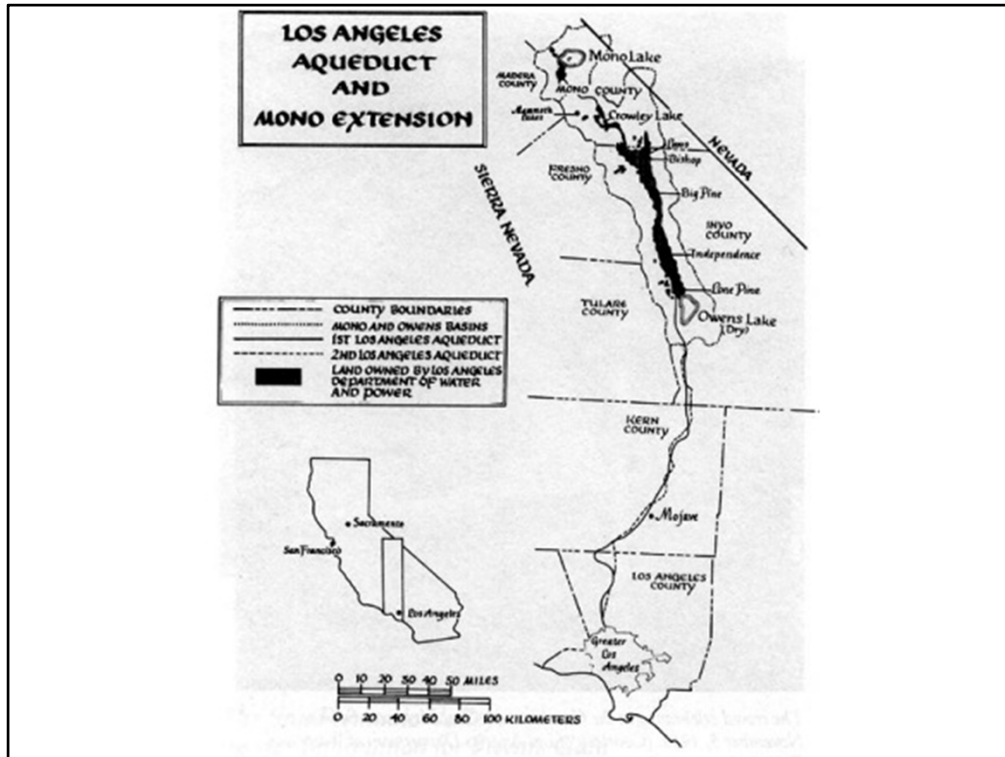 LOS ANGELES
AQUEDUCT
AND
MONO EXTENSION
Mono Lake
MADERA
COUNTY
MONO COUNTY
Mammoth
Lakes
Crowley Lake
NEVADA
Laws
Bishop
FRESNO
COUNTY
SIERRA NEVADA
Big Pine
INYO
COUNTY
Independence
Lone Pine
TULARE
COUNTY
Owens Lake
(Dry)
COUNTY BOUNDARIES
MONO AND OWENS BASINS
1ST LOS ANGELES AQUEDUCT
2ND LOS ANGELES AQUEDUCT
LAND OWNED BY LOS ANGELES
DEPARTMENT OF WATER
AND POWER
KERN
COUNTY
Mojave
Sacramento
San Francisco
Los Angeles
LOS ANGELES
COUNTY
Greater
Los
Angeles
0 10 20 30 40 50 MILES
0 20 40 60 80 100 KILOMETERS